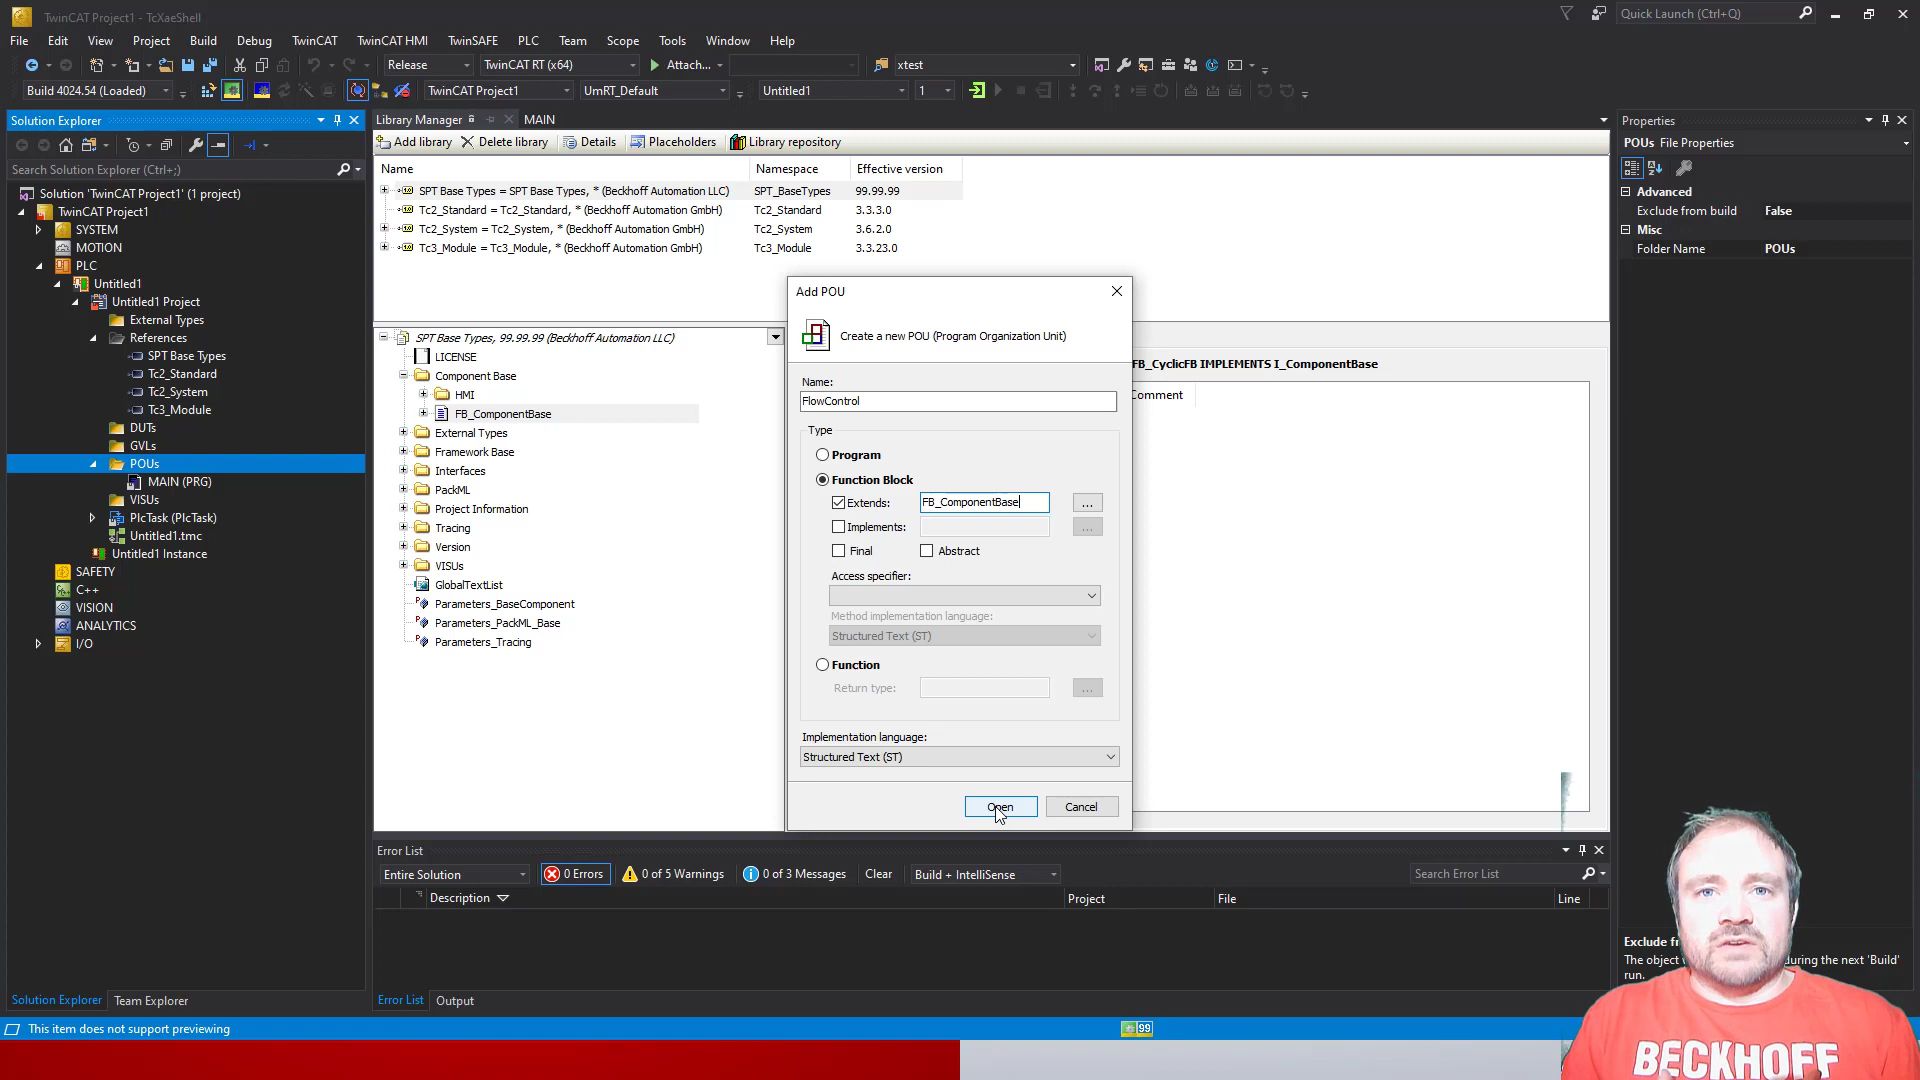 TwinCAT Project1 - TcXaeShell
Quick Launch (Ctrl+Q)
File Edit View Project Build Debug TwinCAT TwinCAT HMI TwinSAFE PLC Team Scope Tools Window Help
Release TwinCAT RT (x64) Attach... xtest
Build 4024.54 (Loaded) TwinCAT Project1 UmRT_Default Untitled1 1
Solution Explorer
Search Solution Explorer (Ctrl+;)
Solution 'TwinCAT Project1' (1 project)
TwinCAT Project1
SYSTEM
MOTION
PLC
Untitled1
Untitled1 Project
External Types
References
SPT Base Types
Tc2_Standard
Tc2_System
Tc3_Module
DUTs
GVLs
POUs
MAIN (PRG)
VISUs
PlcTask (PlcTask)
Untitled1.tmc
Untitled1 Instance
SAFETY
C++
VISION
ANALYTICS
I/O
Solution Explorer Team Explorer
Library Manager MAIN
Add library Delete library Details Placeholders Library repository
Name Namespace Effective version
SPT Base Types = SPT Base Types, * (Beckhoff Automation LLC) SPT_BaseTypes 99.99.99
Tc2_Standard = Tc2_Standard, * (Beckhoff Automation GmbH) Tc2_Standard 3.3.3.0
Tc2_System = Tc2_System, * (Beckhoff Automation GmbH) Tc2_System 3.6.2.0
Tc3_Module = Tc3_Module, * (Beckhoff Automation GmbH) Tc3_Module 3.3.23.0
SPT Base Types, 99.99.99 (Beckhoff Automation LLC)
LICENSE
Component Base
HMI
FB_ComponentBase
External Types
Framework Base
Interfaces
PackML
Project Information
Tracing
Version
VISUs
GlobalTextList
Parameters_BaseComponent
Parameters_PackML_Base
Parameters_Tracing
FB_CyclicFB IMPLEMENTS I_ComponentBase
Comment
Add POU
Create a new POU (Program Organization Unit)
Name:
FlowControl
Type
Program
Function Block
Extends: FB_ComponentBase ...
Implements: ...
Final Abstract
Access specifier:
Method implementation language:
Structured Text (ST)
Function
Return type: ...
Implementation language:
Structured Text (ST)
Open Cancel
Error List
Entire Solution 0 Errors 0 of 5 Warnings 0 of 3 Messages Clear Build + IntelliSense Search Error List
Description Project File Line
Error List Output
Properties
POUs File Properties
Advanced
Exclude from build False
Misc
Folder Name POUs
Exclude
The object during the next 'Build'
run.
This item does not support previewing
99
BECKHOFF